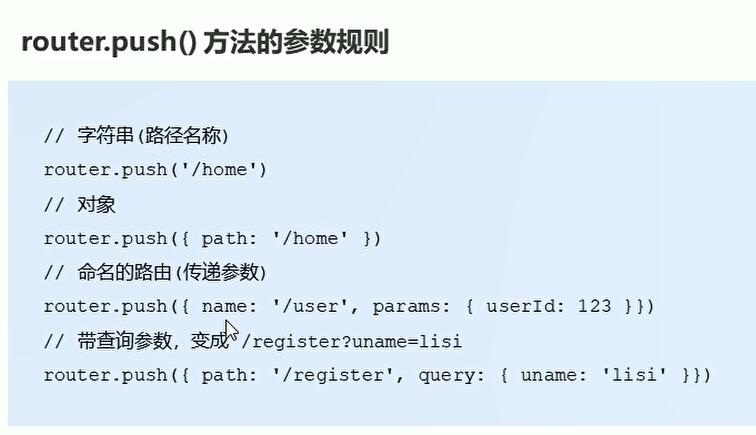 router.push() 方法的参数规则
// 字符串(路径名称)
router.push('/home')
// 对象
router.push({ path: '/home' })
// 命名的路由(传递参数)
router.push({ name: '/user', params: { userId: 123 }})
// 带查询参数，变成 /register?uname=lisi
router.push({ path: '/register', query: { uname: 'lisi' }})